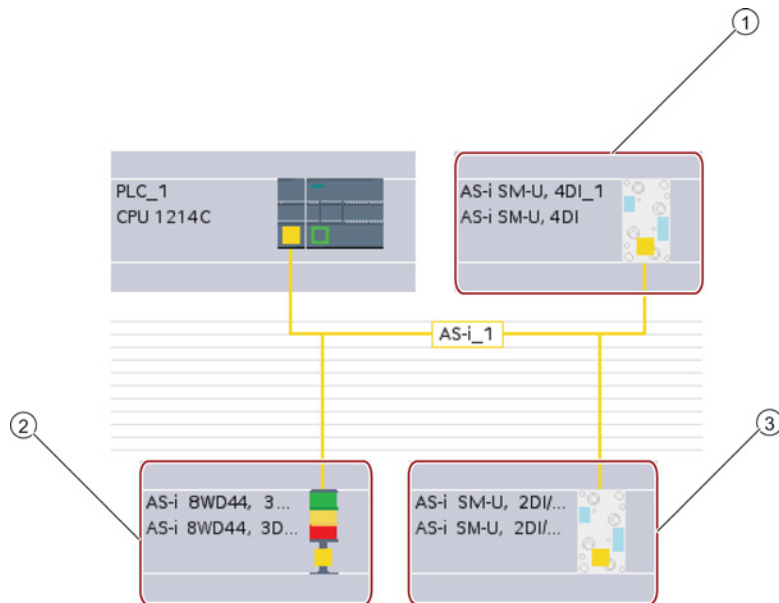 ①
PLC_1
CPU 1214C
AS-i SM-U, 4DI_1
AS-i SM-U, 4DI
AS-i_1
②
③
AS-i 8WD44, 3...
AS-i 8WD44, 3D...
AS-i SM-U, 2DI/...
AS-i SM-U, 2DI/...